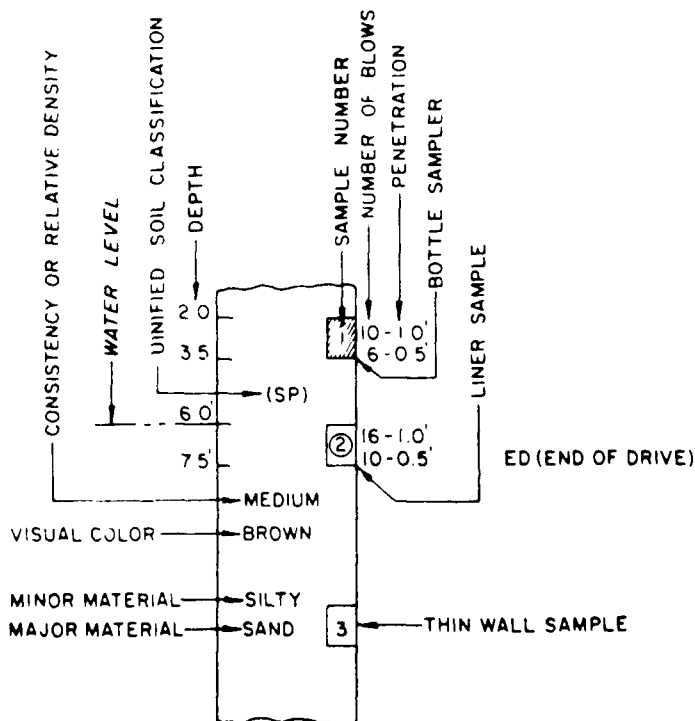 CONSISTENCY OR RELATIVE DENSITY
WATER LEVEL
UINIFIED SOIL CLASSIFICATION
DEPTH
SAMPLE NUMBER
NUMBER OF BLOWS
PENETRATION
BOTTLE SAMPLER
LINER SAMPLE
2 0
1
10-1.0'
3.5
6-0.5'
(SP)
6 0'
2
16-1.0'
7 5'
10-0.5'
ED (END OF DRIVE)
MEDIUM
VISUAL COLOR
BROWN
MINOR MATERIAL
SILTY
MAJOR MATERIAL
SAND
3
THIN WALL SAMPLE